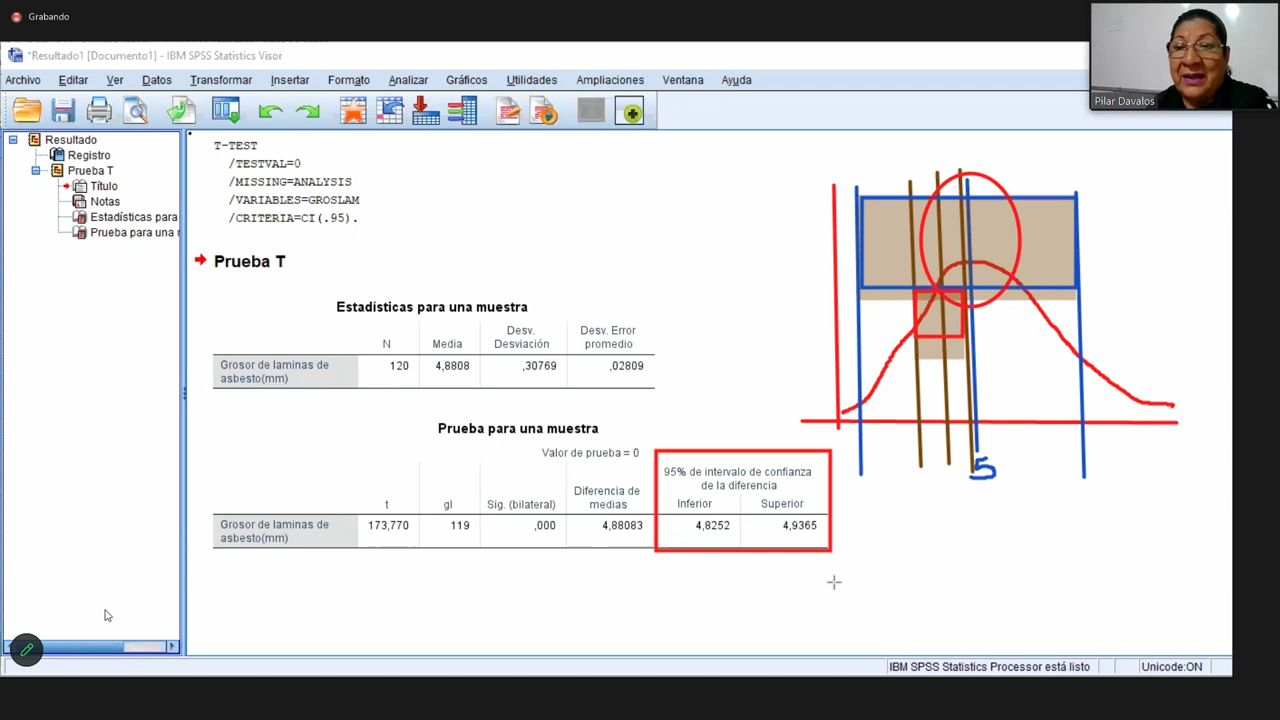 Grabando
*Resultado1 [Documento1] - IBM SPSS Statistics Visor
Archivo Editar Ver Datos Transformar Insertar Formato Analizar Gráficos Utilidades Ampliaciones Ventana Ayuda
Pilar Davalos
Resultado
Registro
Prueba T
Título
Notas
Estadísticas para
Prueba para una
T-TEST
/TESTVAL=0
/MISSING=ANALYSIS
/VARIABLES=GROSLAM
/CRITERIA=CI(.95).
Prueba T
Estadísticas para una muestra
N Media Desv. Desviación Desv. Error promedio
Grosor de laminas de asbesto(mm) 120 4,8808 ,30769 ,02809
Prueba para una muestra
Valor de prueba = 0
95% de intervalo de confianza de la diferencia
t gl Sig. (bilateral) Diferencia de medias Inferior Superior
Grosor de laminas de asbesto(mm) 173,770 119 ,000 4,88083 4,8252 4,9365
5
IBM SPSS Statistics Processor está listo Unicode:ON